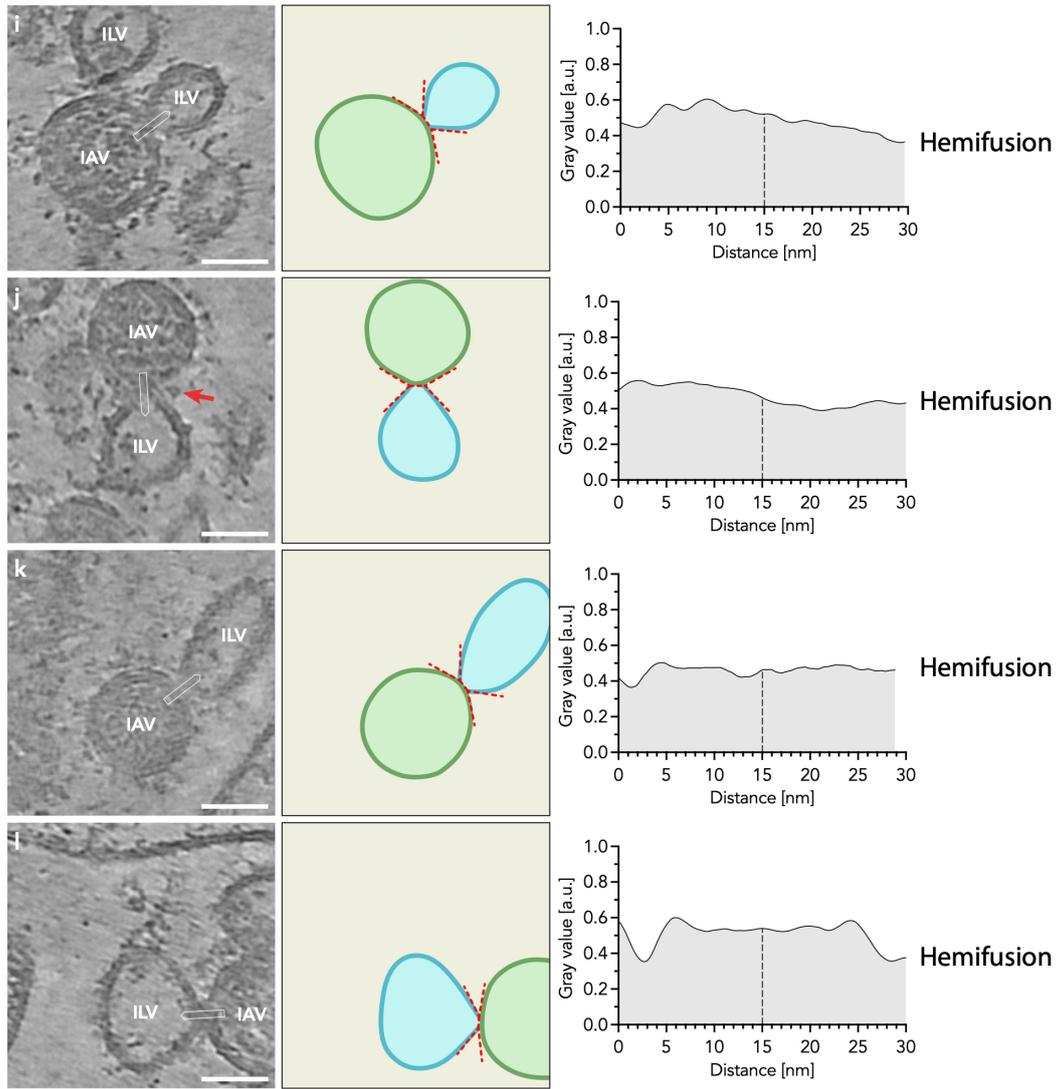 i
ILV
ILV
IAV
1.0
0.8
0.6
0.4
0.2
0.0
Gray value [a.u.]
0 5 10 15 20 25 30
Distance [nm]
Hemifusion
j
IAV
ILV
1.0
0.8
0.6
0.4
0.2
0.0
Gray value [a.u.]
0 5 10 15 20 25 30
Distance [nm]
Hemifusion
k
ILV
IAV
1.0
0.8
0.6
0.4
0.2
0.0
Gray value [a.u.]
0 5 10 15 20 25 30
Distance [nm]
Hemifusion
l
ILV IAV
1.0
0.8
0.6
0.4
0.2
0.0
Gray value [a.u.]
0 5 10 15 20 25 30
Distance [nm]
Hemifusion